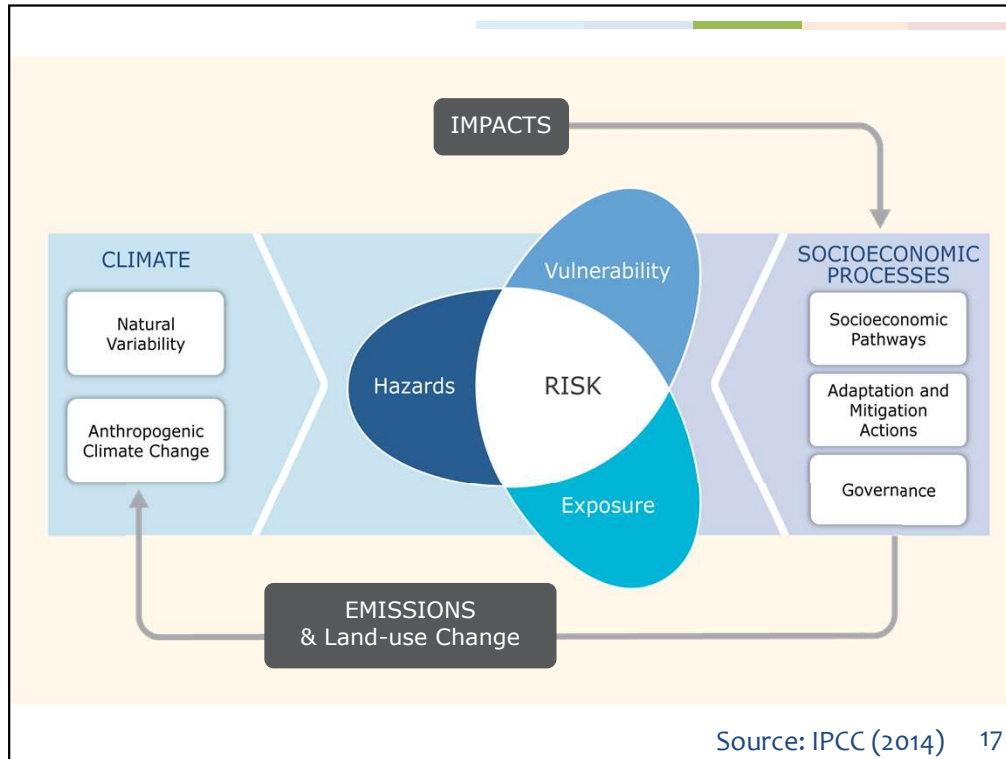 IMPACTS
CLIMATE
Natural
Variability
Anthropogenic
Climate Change
Vulnerability
Hazards
RISK
Exposure
SOCIOECONOMIC
PROCESSES
Socioeconomic
Pathways
Adaptation and
Mitigation
Actions
Governance
EMISSIONS
& Land-use Change
Source: IPCC (2014) 17